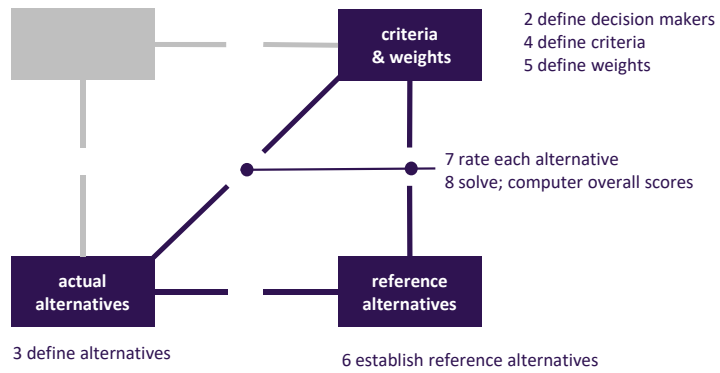 criteria
& weights
2 define decision makers
4 define criteria
5 define weights
7 rate each alternative
8 solve; computer overall scores
actual
alternatives
reference
alternatives
3 define alternatives
6 establish reference alternatives